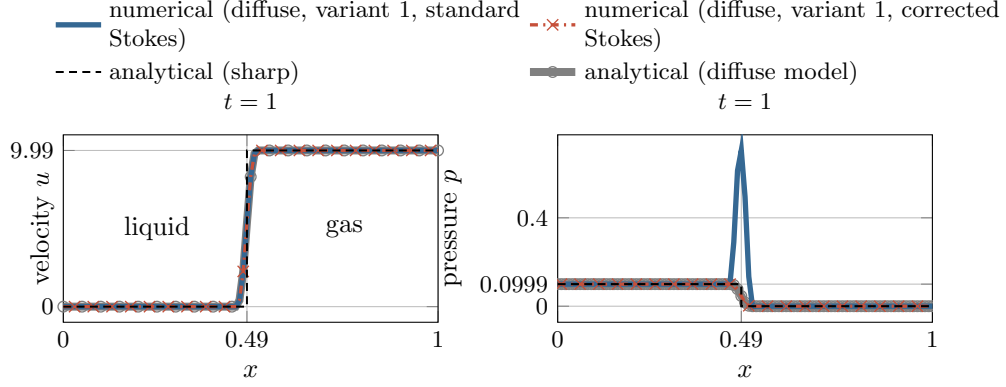 numerical (diffuse, variant 1, standard
Stokes)
numerical (diffuse, variant 1, corrected
Stokes)
analytical (sharp)
analytical (diffuse model)
t = 1
velocity u
9.99
0
liquid
gas
0
0.49
1
x
t = 1
pressure p
0.4
0.0999
0
0
0.49
1
x